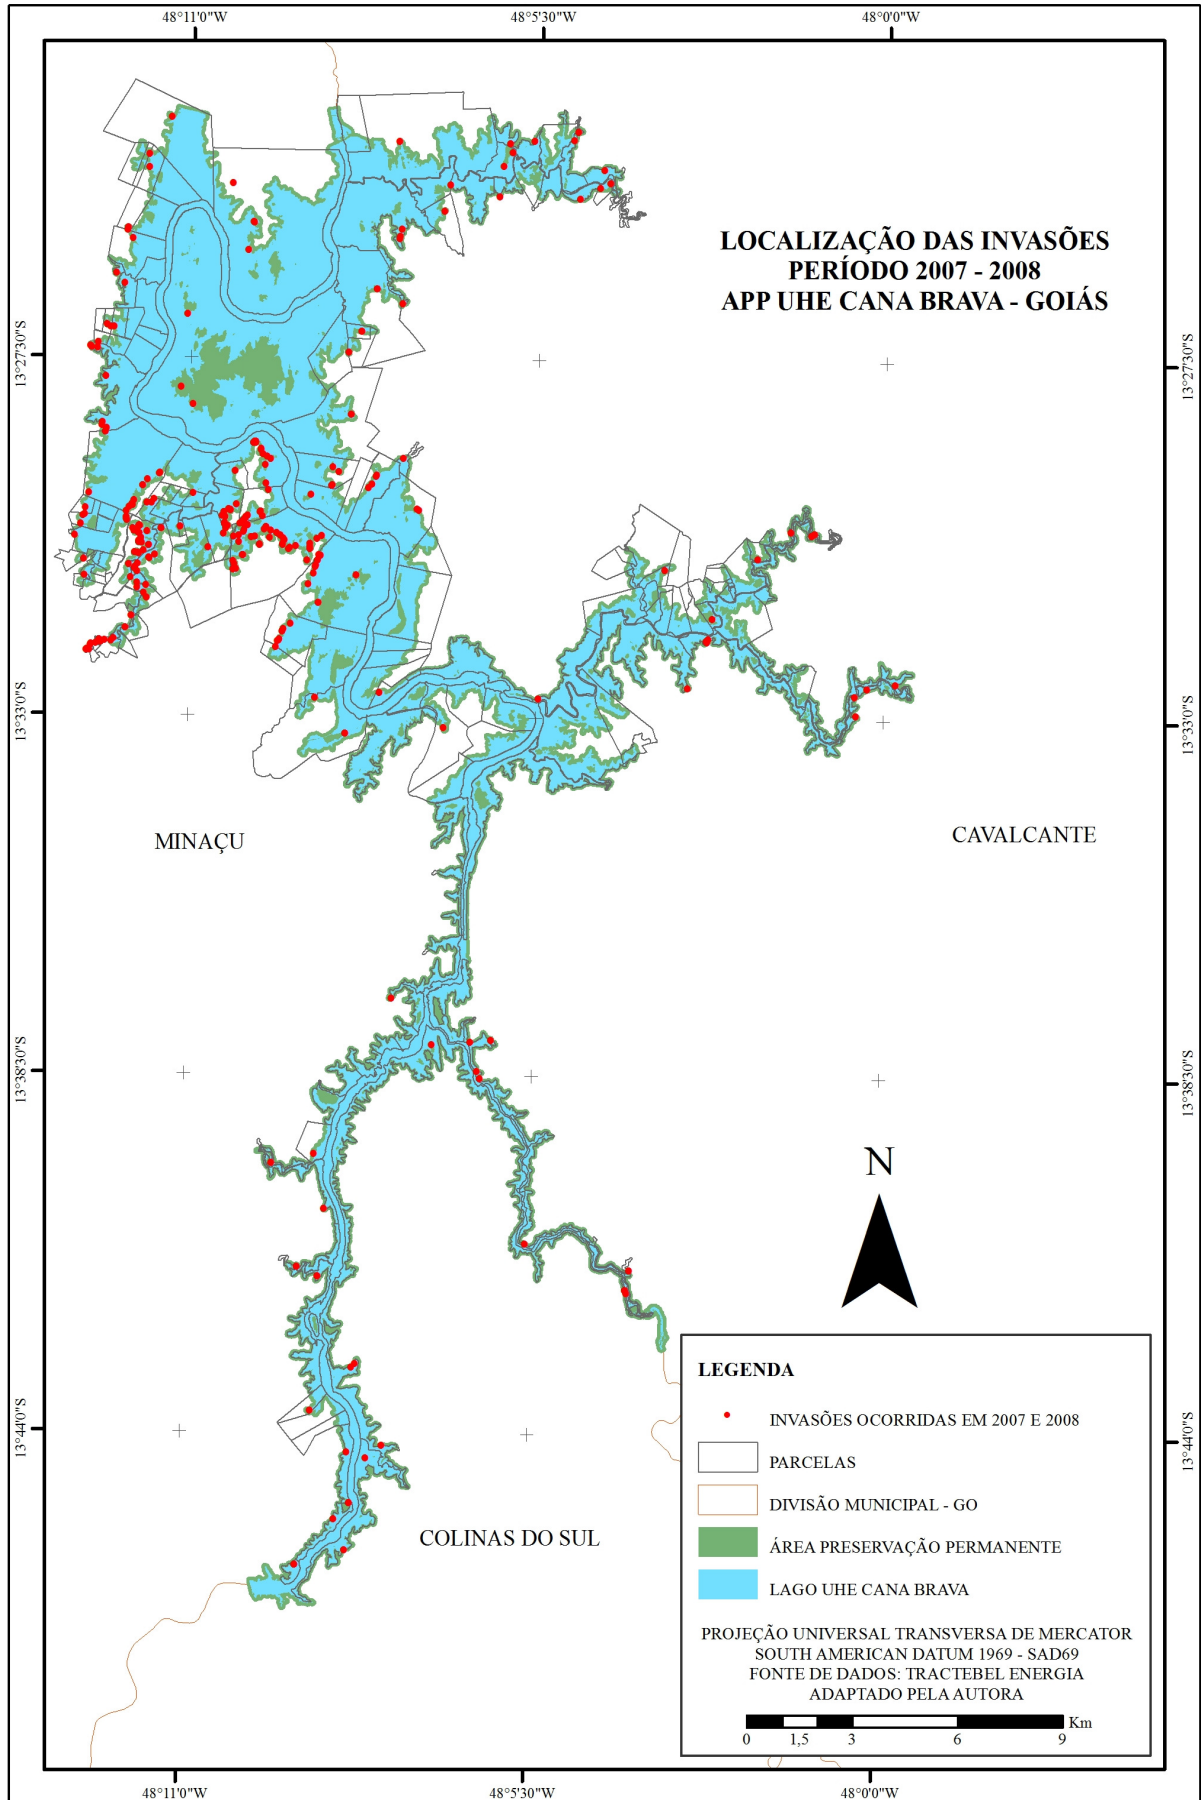 48°11'0"W 48°5'30"W 48°0'0"W
LOCALIZAÇÃO DAS INVASÕES
PERÍODO 2007 - 2008
APP UHE CANA BRAVA - GOIÁS
13°27'30"S 13°27'30"S
13°33'0"S 13°33'0"S
MINAÇU CAVALCANTE
13°38'30"S 13°38'30"S
N
LEGENDA
INVASÕES OCORRIDAS EM 2007 E 2008
13°44'0"S 13°44'0"S
PARCELAS
DIVISÃO MUNICIPAL - GO
COLINAS DO SUL
ÁREA PRESERVAÇÃO PERMANENTE
LAGO UHE CANA BRAVA
PROJEÇÃO UNIVERSAL TRANSVERSA DE MERCATOR
SOUTH AMERICAN DATUM 1969 - SAD69
FONTE DE DADOS: TRACTEBEL ENERGIA
ADAPTADO PELA AUTORA
Km
0 1,5 3 6 9
48°11'0"W 48°5'30"W 48°0'0"W